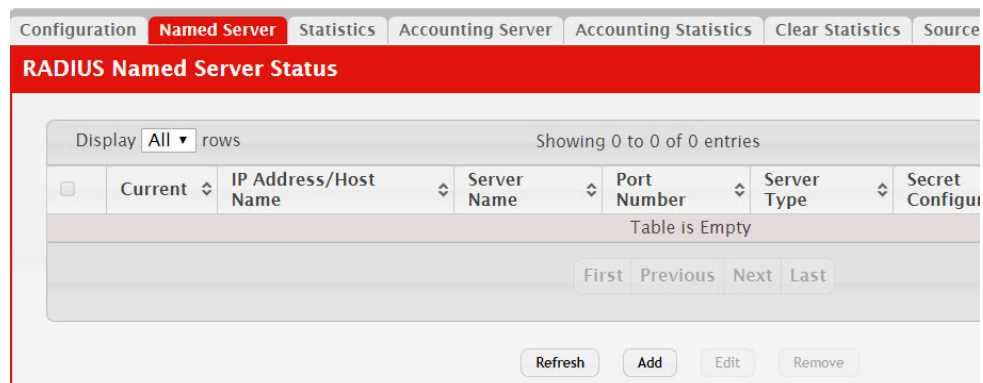 Configuration Named Server Statistics Accounting Server Accounting Statistics Clear Statistics Source
RADIUS Named Server Status
Display All rows Showing 0 to 0 of 0 entries
Current IP Address/Host Name Server Name Port Number Server Type Secret Configur
Table is Empty
First Previous Next Last
Refresh Add Edit Remove